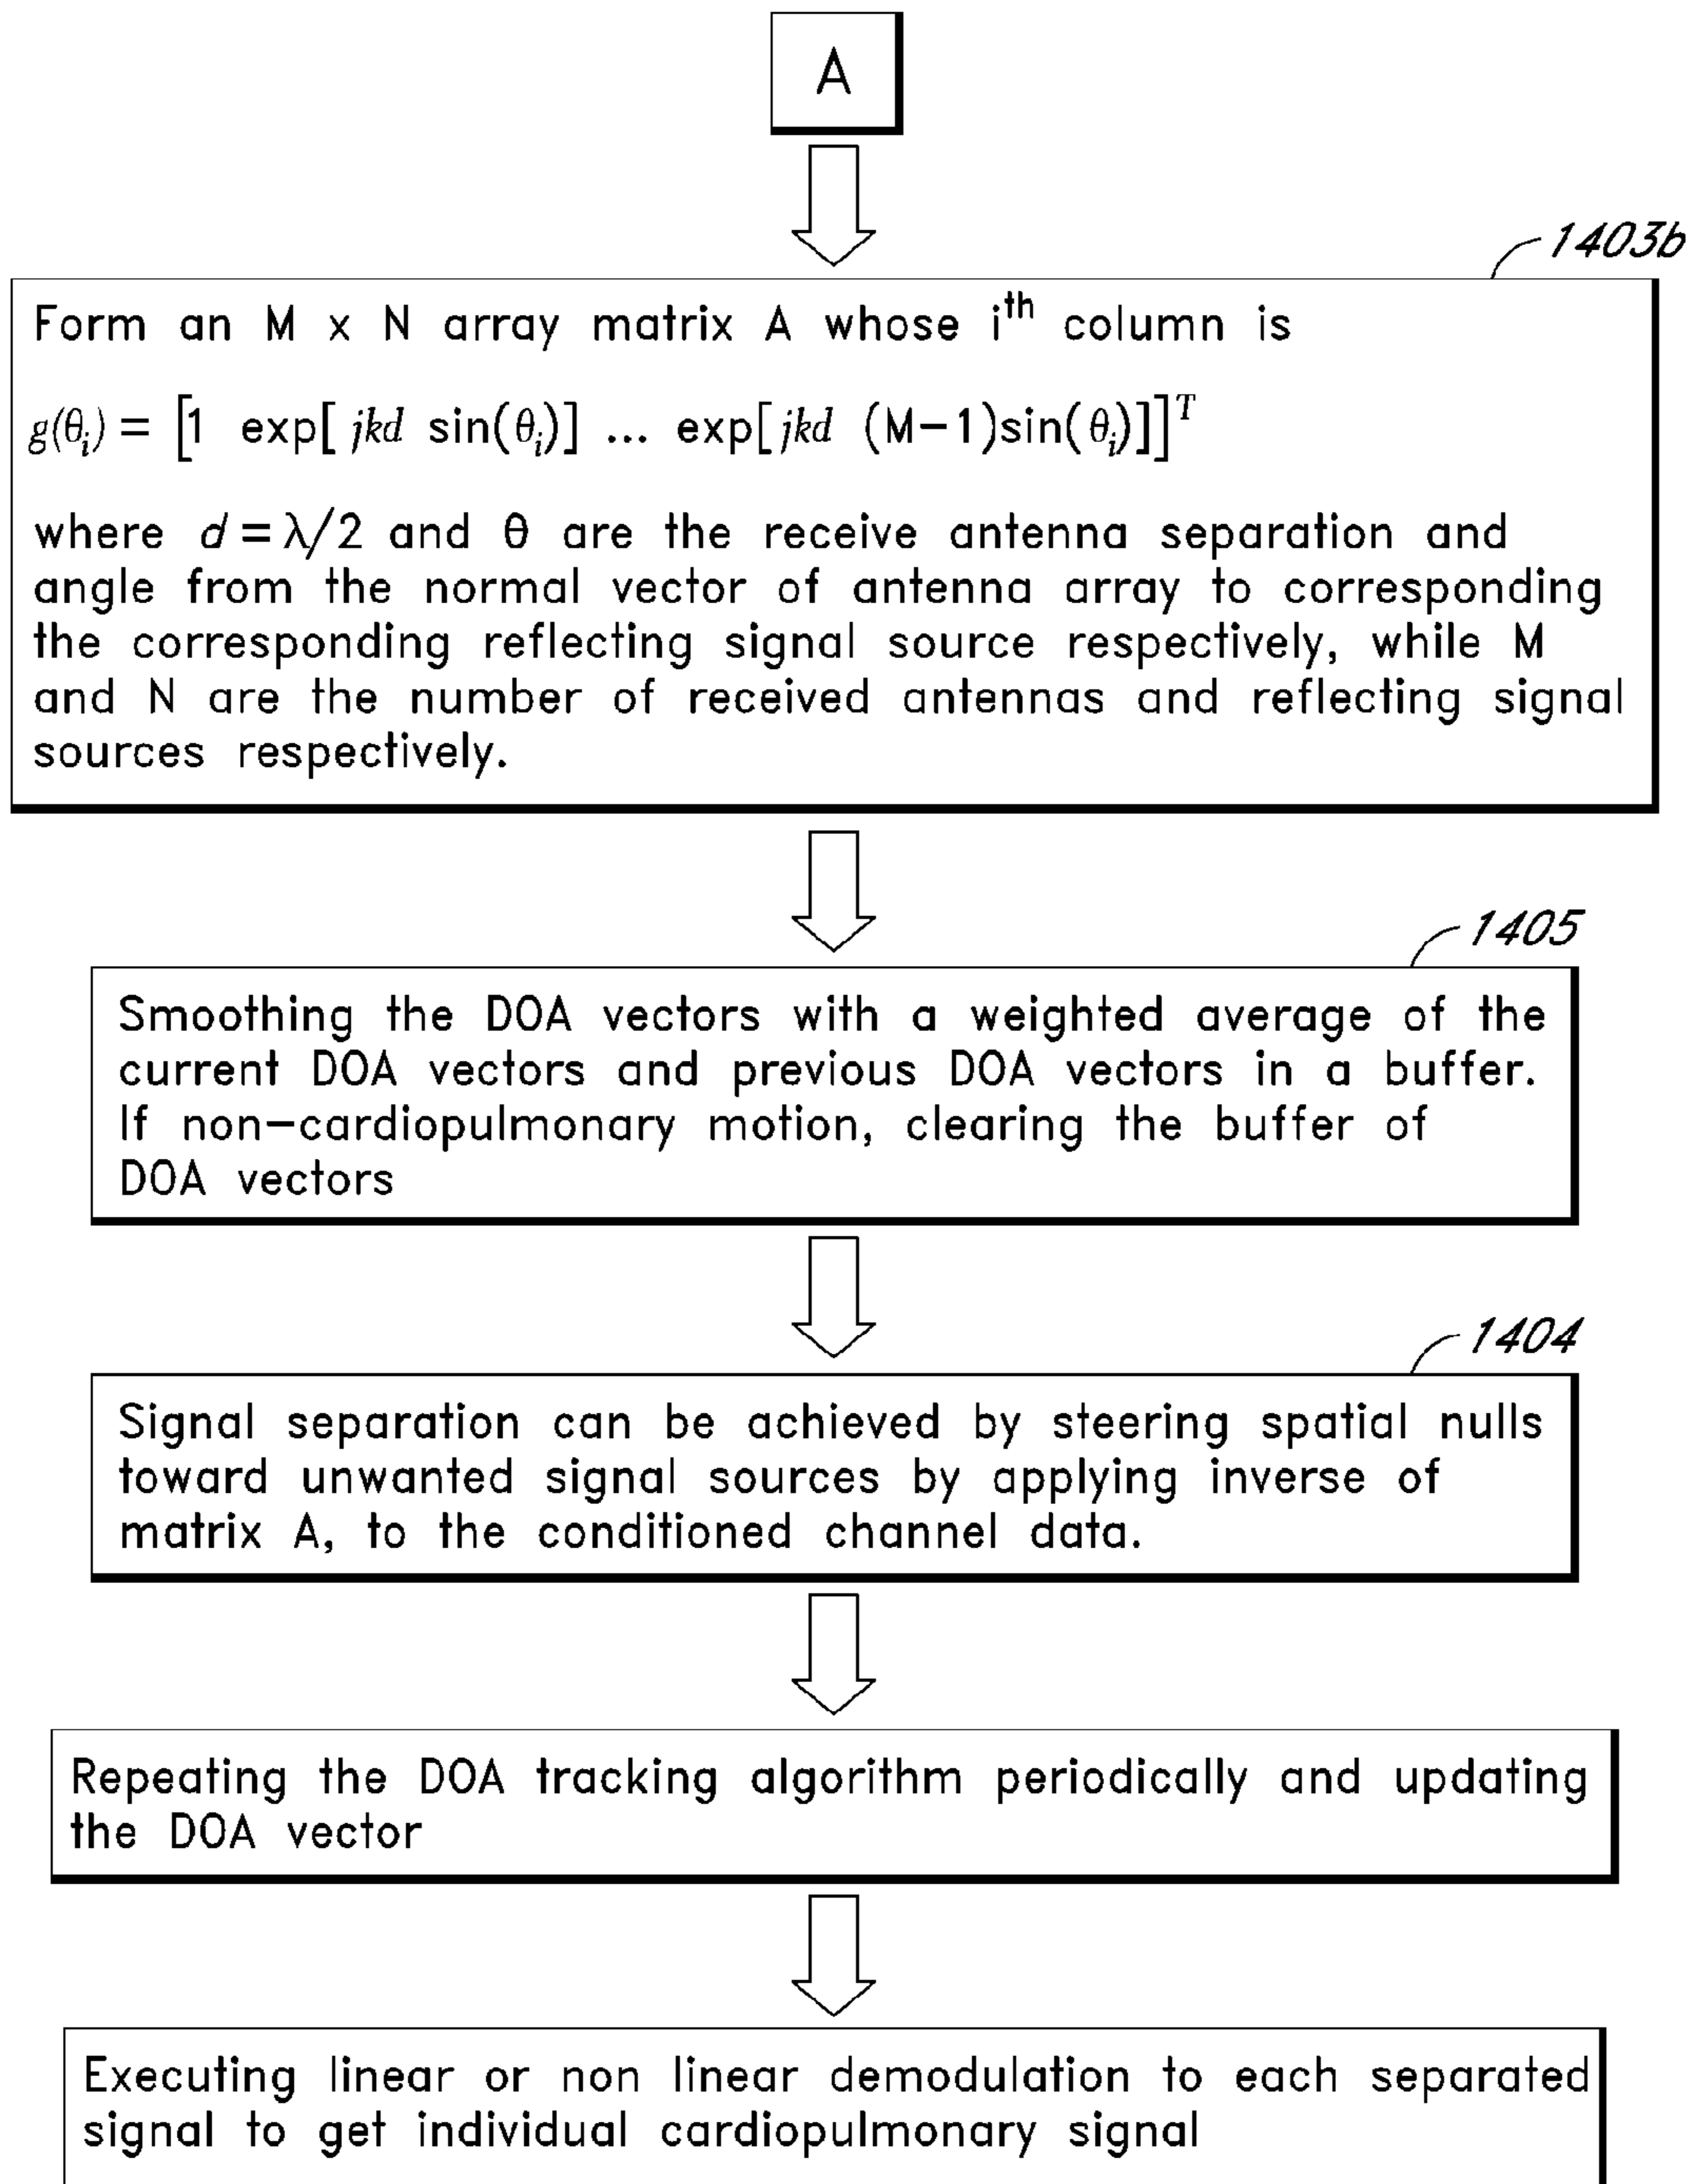 A
1403b
Form an M x N array matrix A whose i^th column is
g(θ_i) = [1 exp[ jkd sin(θ_i)] ... exp[ jkd (M−1)sin(θ_i)]]^T
where d = λ/2 and θ are the receive antenna separation and
angle from the normal vector of antenna array to corresponding
the corresponding reflecting signal source respectively, while M
and N are the number of received antennas and reflecting signal
sources respectively.
1405
Smoothing the DOA vectors with a weighted average of the
current DOA vectors and previous DOA vectors in a buffer.
If non−cardiopulmonary motion, clearing the buffer of
DOA vectors
1404
Signal separation can be achieved by steering spatial nulls
toward unwanted signal sources by applying inverse of
matrix A, to the conditioned channel data.
Repeating the DOA tracking algorithm periodically and updating
the DOA vector
Executing linear or non linear demodulation to each separated
signal to get individual cardiopulmonary signal